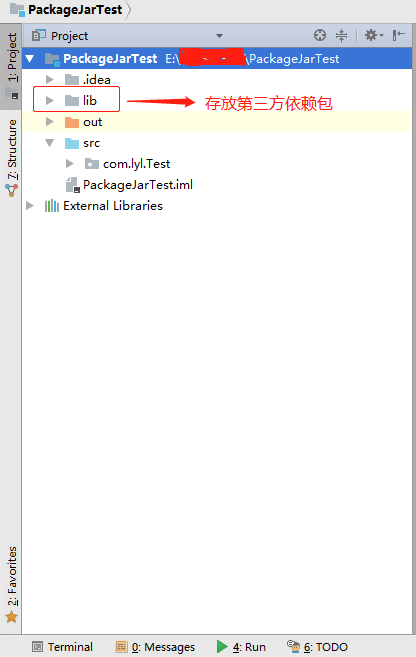 PackageJarTest
1: Project
Project
PackageJarTest E:\ \PackageJarTest
.idea
lib
存放第三方依赖包
out
src
com.lyl.Test
PackageJarTest.iml
External Libraries
7: Structure
2: Favorites
Terminal
0: Messages
4: Run
6: TODO